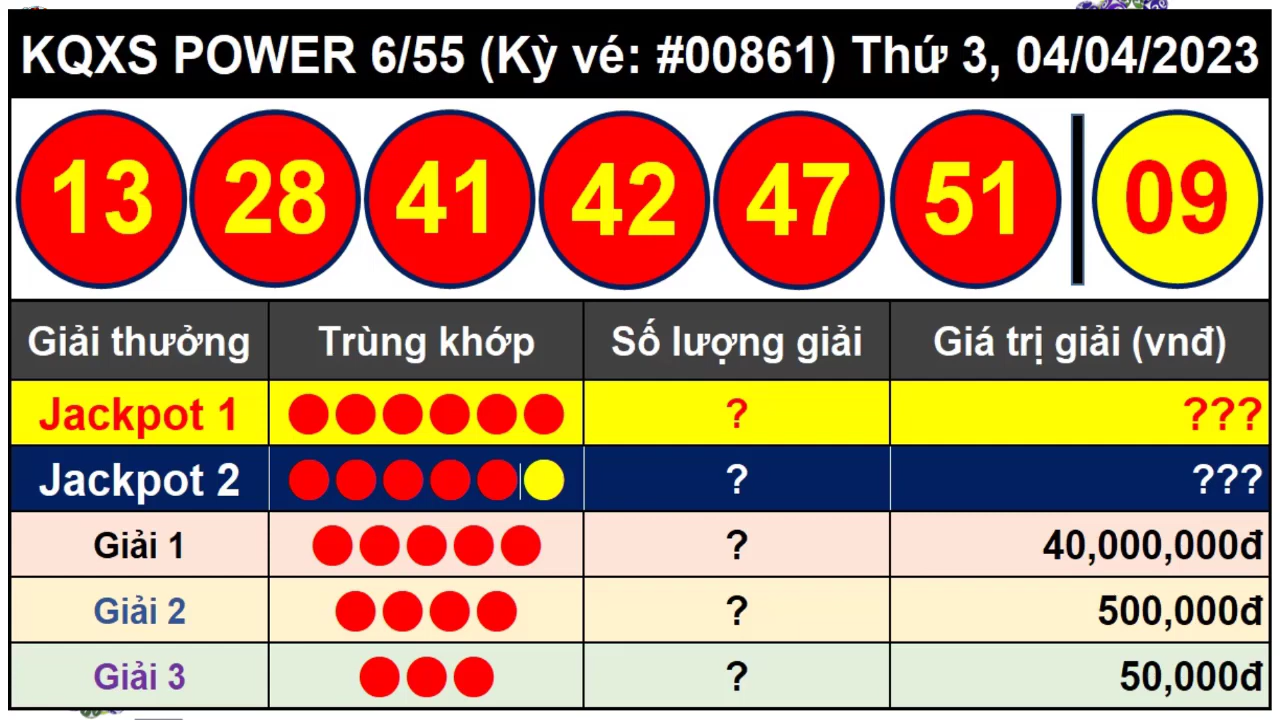 KQXS POWER 6/55 (Kỳ vé: #00861) Thứ 3, 04/04/2023
13 28 41 42 47 51 09
Giải thưởng Trùng khớp Số lượng giải Giá trị giải (vnđ)
Jackpot 1 ? ???
Jackpot 2 ? ???
Giải 1 ? 40,000,000đ
Giải 2 ? 500,000đ
Giải 3 ? 50,000đ